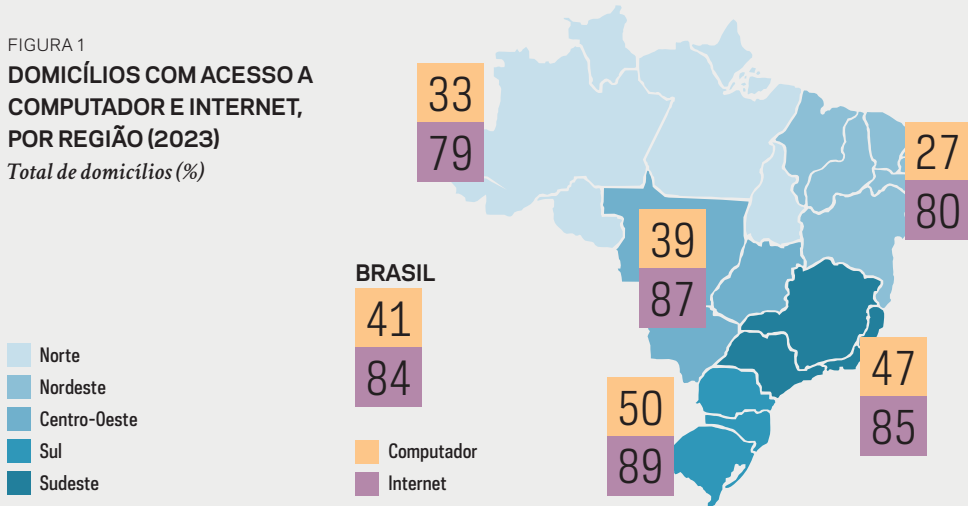 FIGURA 1
DOMICÍLIOS COM ACESSO A
COMPUTADOR E INTERNET,
POR REGIÃO (2023)
Total de domicílios (%)
33
79
27
80
39
87
BRASIL
41
84
47
85
50
89
Norte
Nordeste
Centro-Oeste
Sul
Sudeste
Computador
Internet